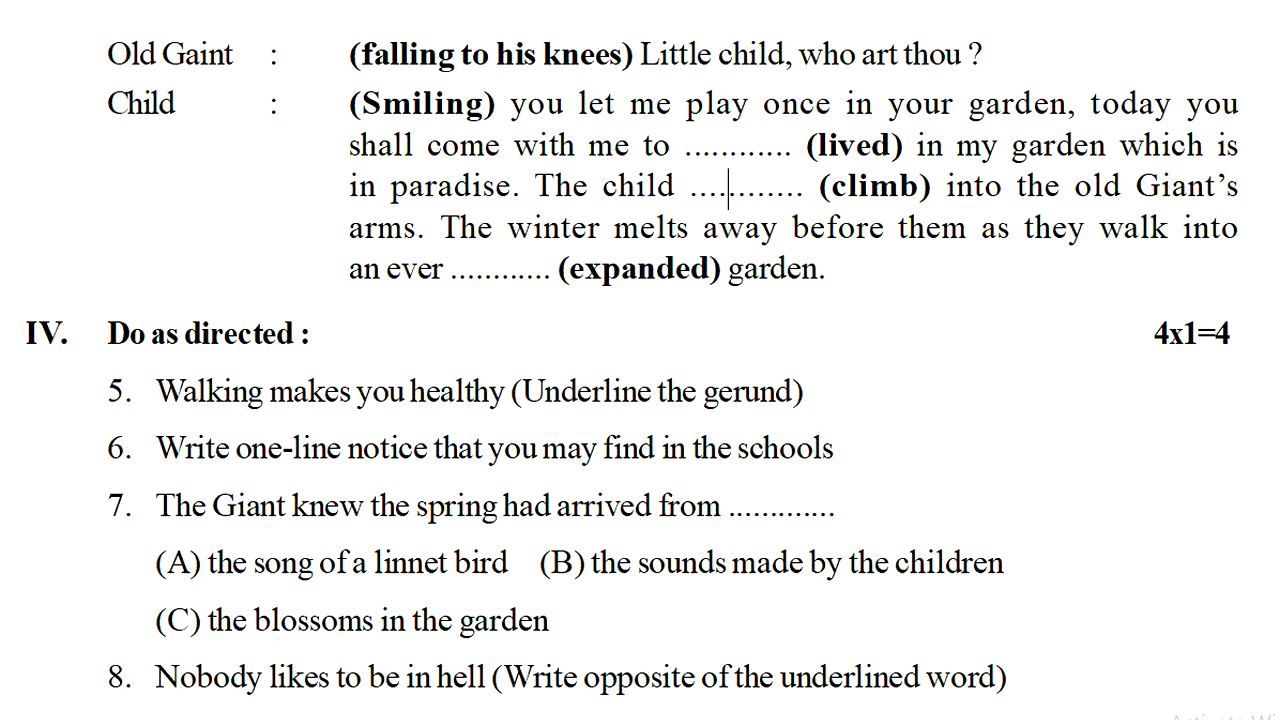 Old Gaint : (falling to his knees) Little child, who art thou ?
Child : (Smiling) you let me play once in your garden, today you
shall come with me to ............ (lived) in my garden which is
in paradise. The child ............ (climb) into the old Giant's
arms. The winter melts away before them as they walk into
an ever ............ (expanded) garden.
IV. Do as directed : 4x1=4
5. Walking makes you healthy (Underline the gerund)
6. Write one-line notice that you may find in the schools
7. The Giant knew the spring had arrived from .............
(A) the song of a linnet bird (B) the sounds made by the children
(C) the blossoms in the garden
8. Nobody likes to be in hell (Write opposite of the underlined word)